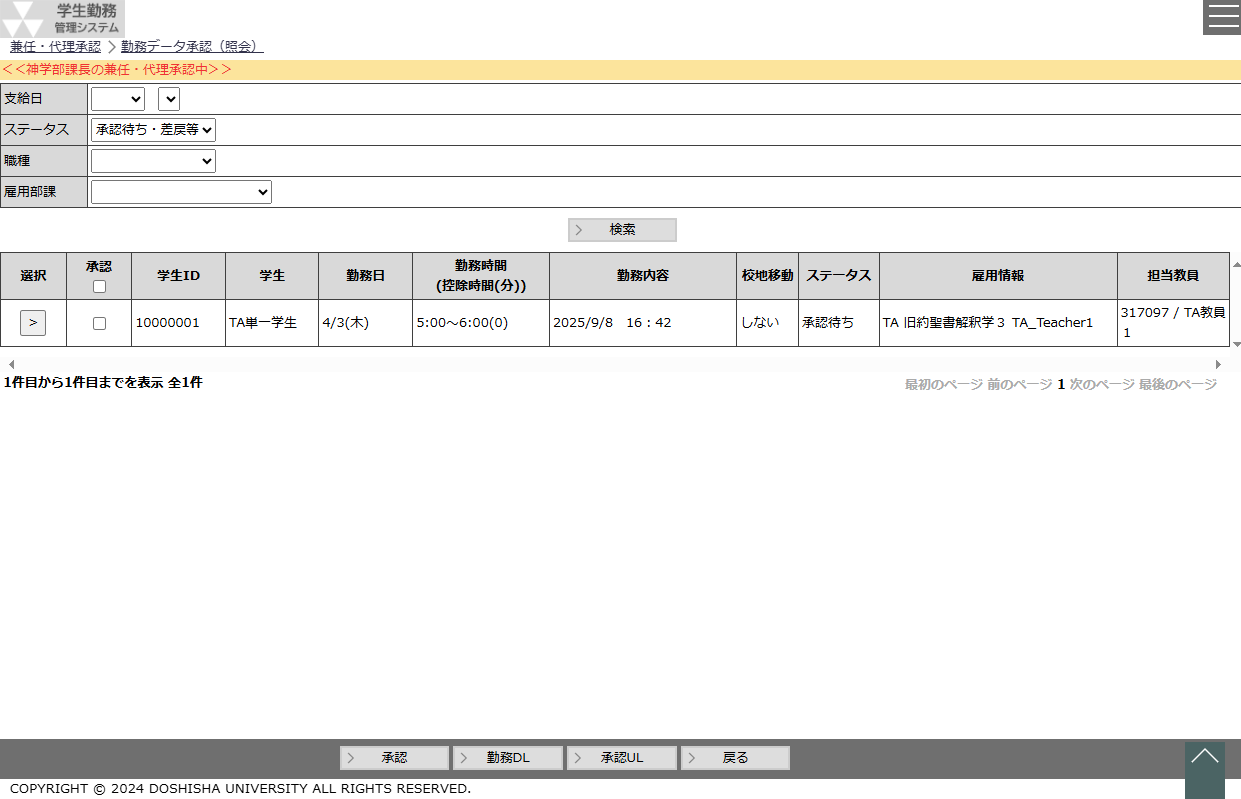 学生勤務
管理システム
兼任・代理承認 > 勤務データ承認（照会）
＜＜神学部課長の兼任・代理承認中＞＞
支給日
ステータス 承認待ち・差戻等
職種
雇用部課
検索
選択 承認 学生ID 学生 勤務日 勤務時間 (控除時間(分)) 勤務内容 校地移動 ステータス 雇用情報 担当教員
> 10000001 TA単一学生 4/3(木) 5:00～6:00(0) 2025/9/8　16：42 しない 承認待ち TA 旧約聖書解釈学３ TA_Teacher1 317097 / TA教員１
1件目から1件目までを表示 全1件
最初のページ 前のページ 1 次のページ 最後のページ
承認 勤務DL 承認UL 戻る
COPYRIGHT © 2024 DOSHISHA UNIVERSITY ALL RIGHTS RESERVED.